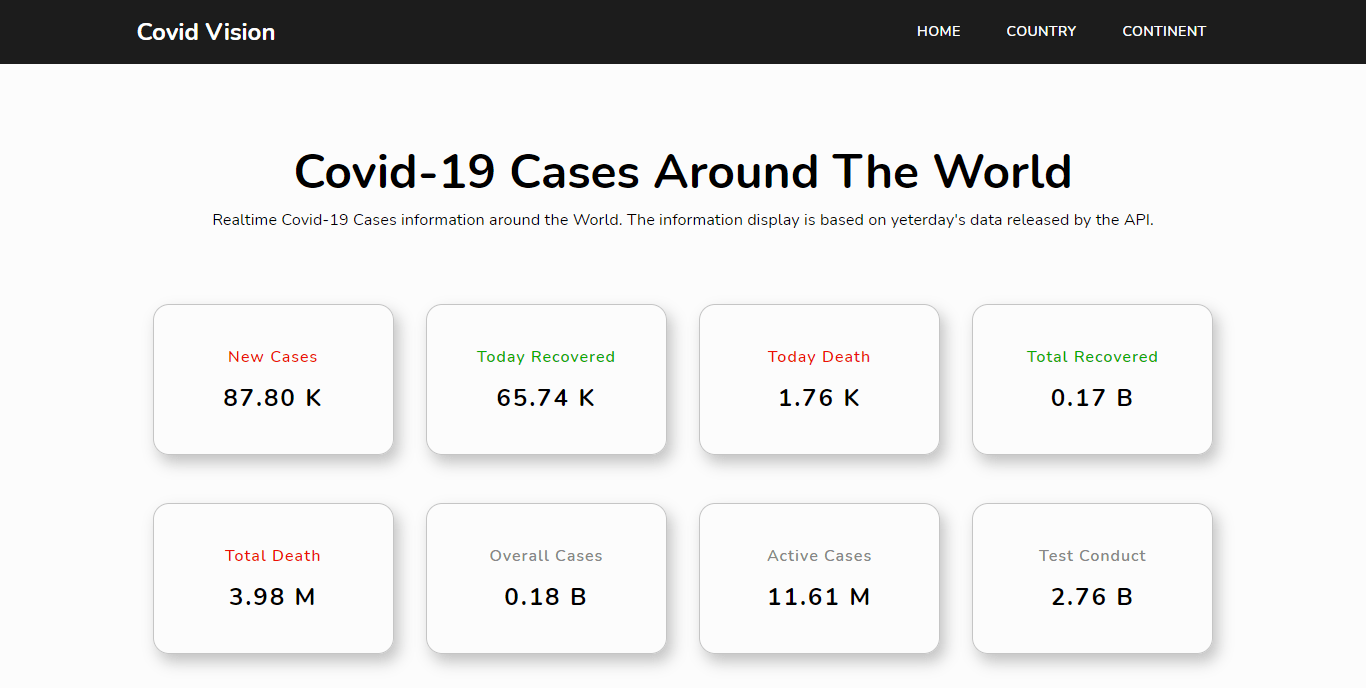 Covid Vision HOME COUNTRY CONTINENT
Covid-19 Cases Around The World
Realtime Covid-19 Cases information around the World. The information display is based on yeterday's data released by the API.
New Cases Today Recovered Today Death Total Recovered
87.80 K 65.74 K 1.76 K 0.17 B
Total Death Overall Cases Active Cases Test Conduct
3.98 M 0.18 B 11.61 M 2.76 B